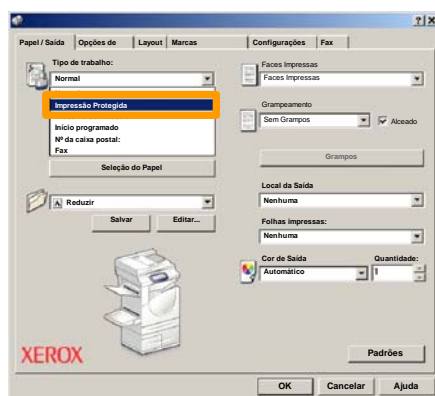 Papel / Saída Opções de Layout Marcas Configurações Fax
Tipo de trabalho:
Normal
Impressão Protegida
Início programado
Nº da caixa postal:
Fax
Seleção do Papel
Reduzir
Salvar Editar...
Faces Impressas
Faces Impressas
Grampeamento
Sem Grampos Alceado
Grampos
Local da Saída
Nenhuma
Folhas impressas:
Nenhuma
Cor de Saída Quantidade:
Automático 1
XEROX
Padrões
OK Cancelar Ajuda